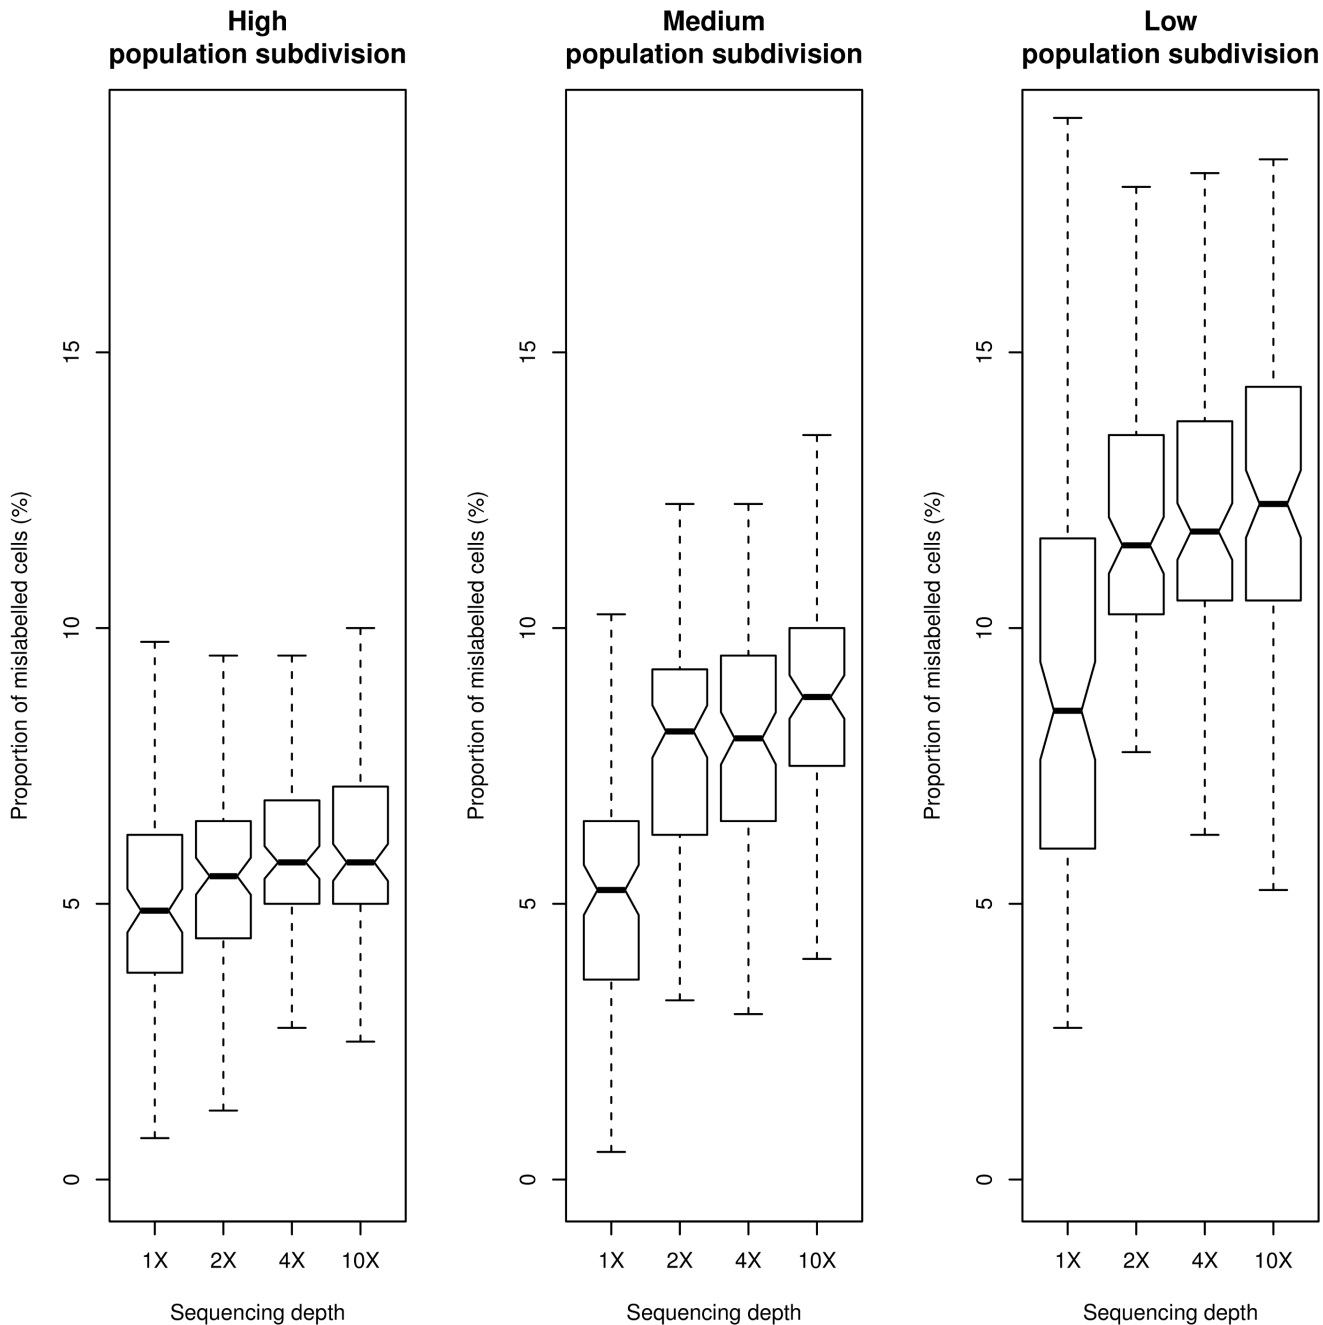 High
population subdivision
Proportion of mislabelled cells (%)
15
10
5
0
1X 2X 4X 10X
Sequencing depth
Medium
population subdivision
Proportion of mislabelled cells (%)
15
10
5
0
1X 2X 4X 10X
Sequencing depth
Low
population subdivision
Proportion of mislabelled cells (%)
15
10
5
0
1X 2X 4X 10X
Sequencing depth